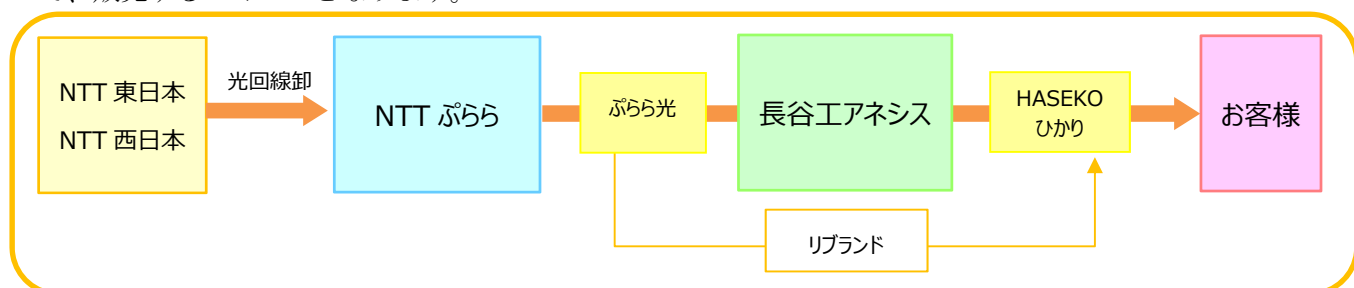 NTT 東日本
NTT 西日本
光回線卸
NTT ぷらら
ぷらら光
長谷工アネシス
HASEKO
ひかり
お客様
リブランド